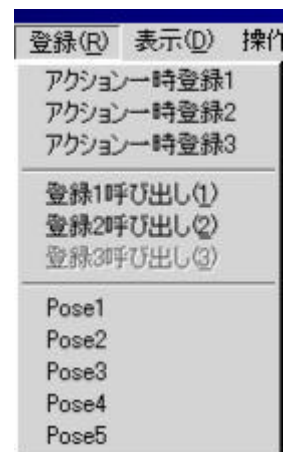 登録(R) 表示(D) 操作
アクション一時登録1
アクション一時登録2
アクション一時登録3
登録1呼び出し(1)
登録2呼び出し(2)
登録3呼び出し(3)
Pose1
Pose2
Pose3
Pose4
Pose5